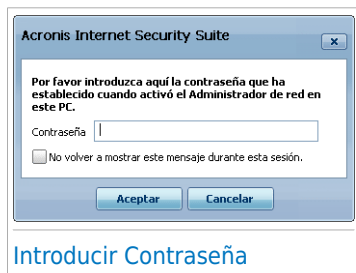 Acronis Internet Security Suite
Por favor introduzca aquí la contraseña que ha
establecido cuando activó el Administrador de red en
este PC.
Contraseña
No volver a mostrar este mensaje durante esta sesión.
Aceptar
Cancelar
Introducir Contraseña